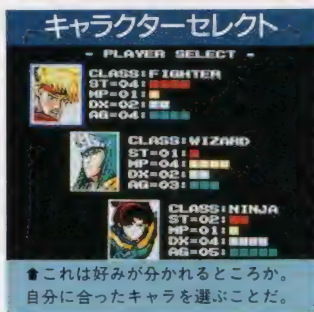 キャラクターセレクト
- PLAYER SELECT -
CLASS:FIGHTER
ST=04:
MP=01:
DX=02:
AG=04:
CLASS:WIZARD
ST=01:
MP=04:
DX=02:
AG=03:
CLASS:NINJA
ST=02:
MP=01:
DX=04:
AG=05:
⬆これは好みが分かれるところか。
自分に合ったキャラを選ぶことだ。